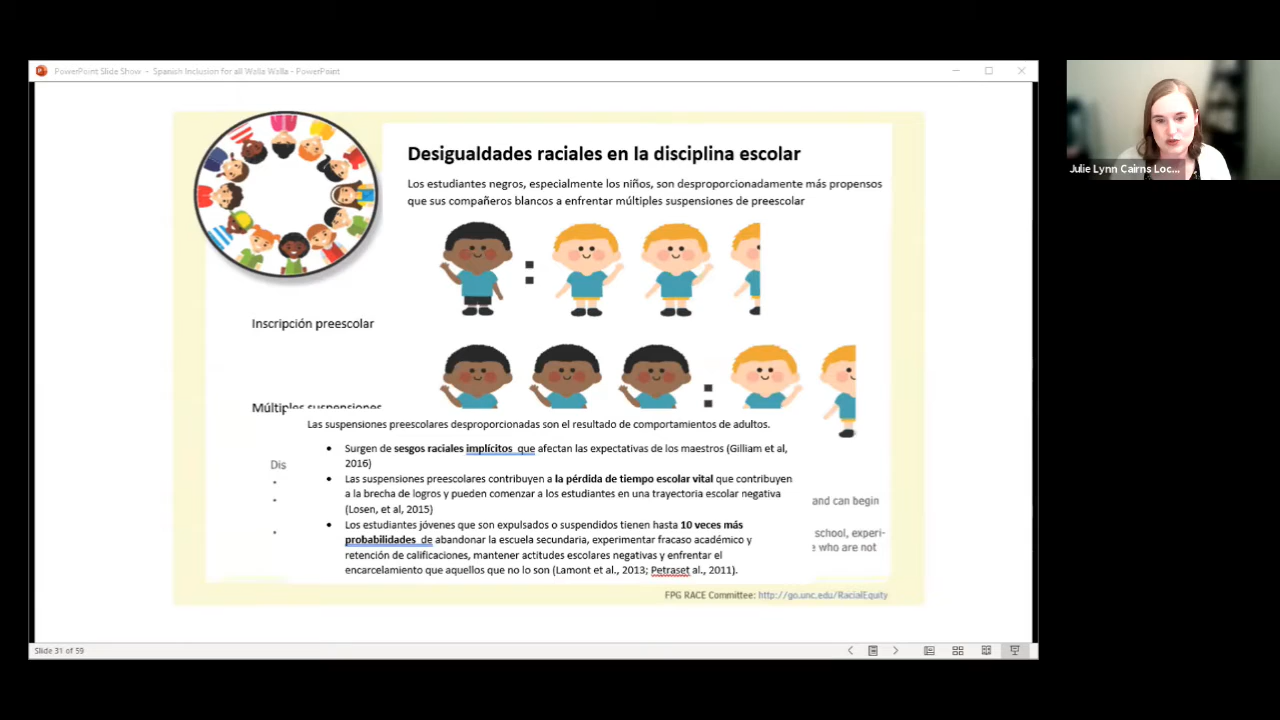 PowerPoint Slide Show - Spanish Inclusion for all Walla Walla - PowerPoint
Julie Lynn Cairns Loc...
Desigualdades raciales en la disciplina escolar
Los estudiantes negros, especialmente los niños, son desproporcionadamente más propensos
que sus compañeros blancos a enfrentar múltiples suspensiones de preescolar
:
Inscripción preescolar
:
Múltiples suspensiones
Las suspensiones preescolares desproporcionadas son el resultado de comportamientos de adultos.
• Surgen de sesgos raciales implícitos que afectan las expectativas de los maestros (Gilliam et al,
2016)
Dis
• Las suspensiones preescolares contribuyen a la pérdida de tiempo escolar vital que contribuyen
a la brecha de logros y pueden comenzar a los estudiantes en una trayectoria escolar negativa
and can begin
(Losen, et al, 2015)
• Los estudiantes jóvenes que son expulsados o suspendidos tienen hasta 10 veces más
school, experi-
probabilidades de abandonar la escuela secundaria, experimentar fracaso académico y
who are not
retención de calificaciones, mantener actitudes escolares negativas y enfrentar el
encarcelamiento que aquellos que no lo son (Lamont et al., 2013; Petraset al., 2011).
FPG RACE Committee: http://go.unc.edu/RacialEquity
Slide 31 of 59